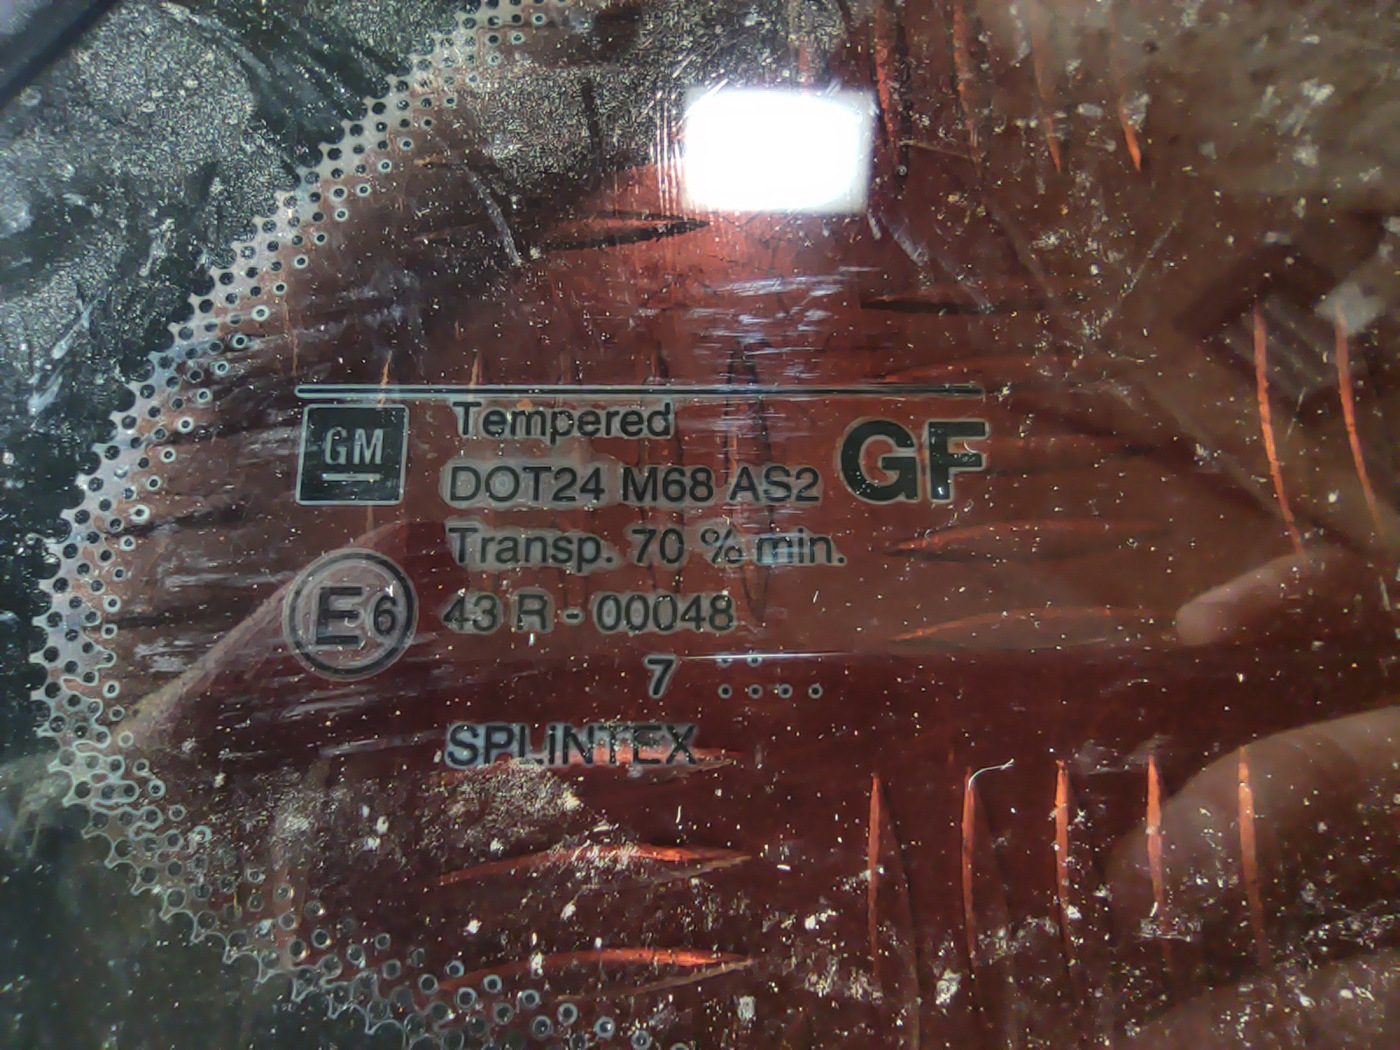 GM
Tempered
GF
DOT24 M68 AS2
Transp. 70 % min.
E6 43 R - 00048
7
SPLINTEX